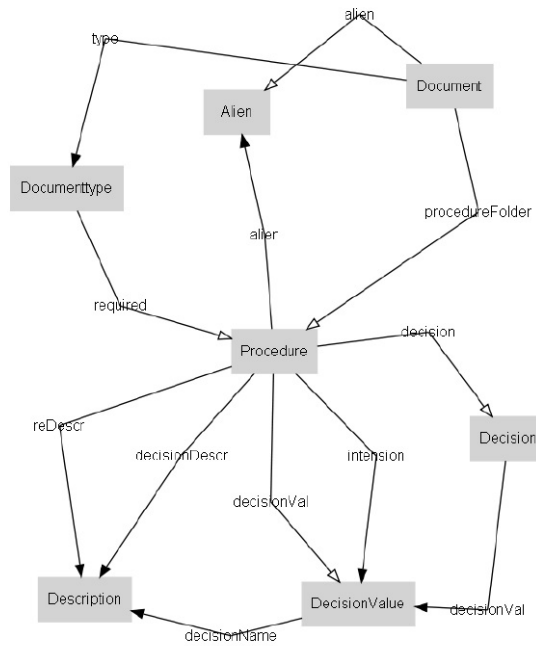 alien
type
Document
Alien
Documenttype
procedureFolder
alien
required
decision
Procedure
reDescr
decisionDescr
intension
Decision
decisionVal
Description
DecisionValue
decisionVal
decisionName